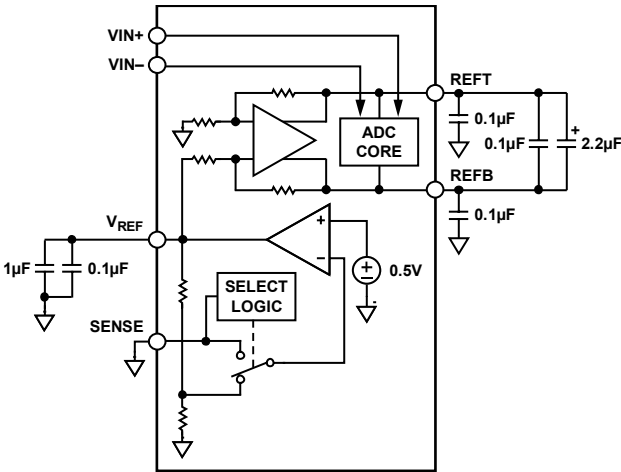 VIN+
VIN–
REFT
0.1µF
0.1µF
+
2.2µF
ADC
CORE
REFB
0.1µF
VREF
+
–
1µF
0.1µF
+
–
0.5V
SELECT
LOGIC
SENSE